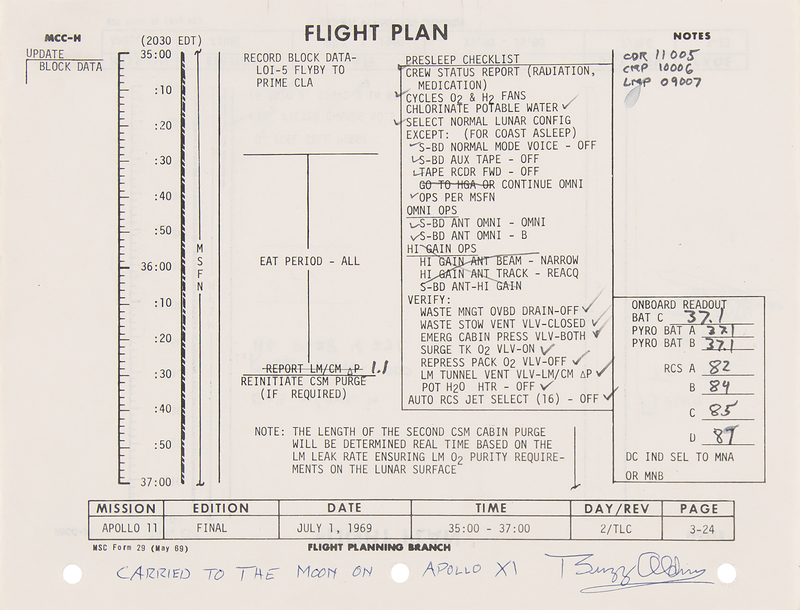 FLIGHT PLAN
MCC-H
NOTES
UPDATE
BLOCK DATA
(2030 EDT)
35:00
:10
:20
:30
:40
:50
36:00
:10
:20
:30
:40
:50
37:00
M
S
F
N
RECORD BLOCK DATA-
LOI-5 FLYBY TO
PRIME CLA
EAT PERIOD - ALL
REPORT LM/CM ΔP 1.1
REINITIATE CSM PURGE
(IF REQUIRED)
PRESLEEP CHECKLIST
CREW STATUS REPORT (RADIATION,
MEDICATION)
✓CYCLES O2 & H2 FANS
CHLORINATE POTABLE WATER ✓
✓SELECT NORMAL LUNAR CONFIG
EXCEPT: (FOR COAST ASLEEP)
✓S-BD NORMAL MODE VOICE - OFF
✓S-BD AUX TAPE - OFF
✓TAPE RCDR FWD - OFF
GO TO HGA OR CONTINUE OMNI
✓OPS PER MSFN
OMNI OPS
✓S-BD ANT OMNI - OMNI
✓S-BD ANT OMNI - B
HI GAIN OPS
HI GAIN ANT BEAM - NARROW
HI GAIN ANT TRACK - REACQ
S-BD ANT-HI GAIN
VERIFY:
WASTE MNGT OVBD DRAIN-OFF ✓
WASTE STOW VENT VLV-CLOSED ✓
EMERG CABIN PRESS VLV-BOTH ✓
SURGE TK O2 VLV-ON ✓
REPRESS PACK O2 VLV-OFF ✓
LM TUNNEL VENT VLV-LM/CM ΔP ✓
POT H2O HTR - OFF ✓
AUTO RCS JET SELECT (16) - OFF ✓
CDR 11005
CMP 10006
LMP 09007
ONBOARD READOUT
BAT C 37.1
PYRO BAT A 37.1
PYRO BAT B 37.1
RCS A 82
B 84
C 85
D 87
DC IND SEL TO MNA
OR MNB
NOTE: THE LENGTH OF THE SECOND CSM CABIN PURGE
WILL BE DETERMINED REAL TIME BASED ON THE
LM LEAK RATE ENSURING LM O2 PURITY REQUIRE-
MENTS ON THE LUNAR SURFACE
MISSION EDITION DATE TIME DAY/REV PAGE
APOLLO 11 FINAL JULY 1, 1969 35:00 - 37:00 2/TLC 3-24
MSC Form 29 (May 69) FLIGHT PLANNING BRANCH
CARRIED TO THE MOON ON APOLLO XI Buzz Aldrin